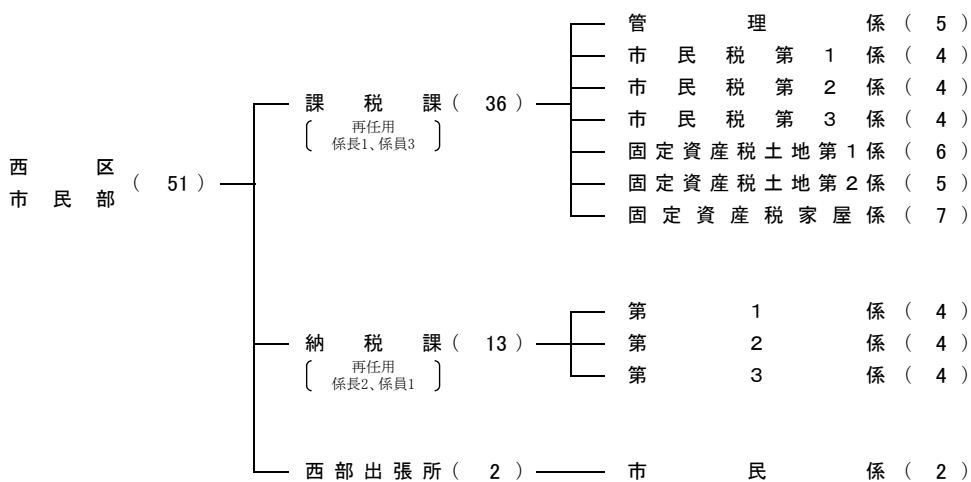 西区市民部 ( 51 )
課税課 ( 36 )
再任用
係長1、係員3
管理係 ( 5 )
市民税第1係 ( 4 )
市民税第2係 ( 4 )
市民税第3係 ( 4 )
固定資産税土地第1係 ( 6 )
固定資産税土地第2係 ( 5 )
固定資産税家屋係 ( 7 )
納税課 ( 13 )
再任用
係長2、係員1
第1係 ( 4 )
第2係 ( 4 )
第3係 ( 4 )
西部出張所 ( 2 )
市民係 ( 2 )